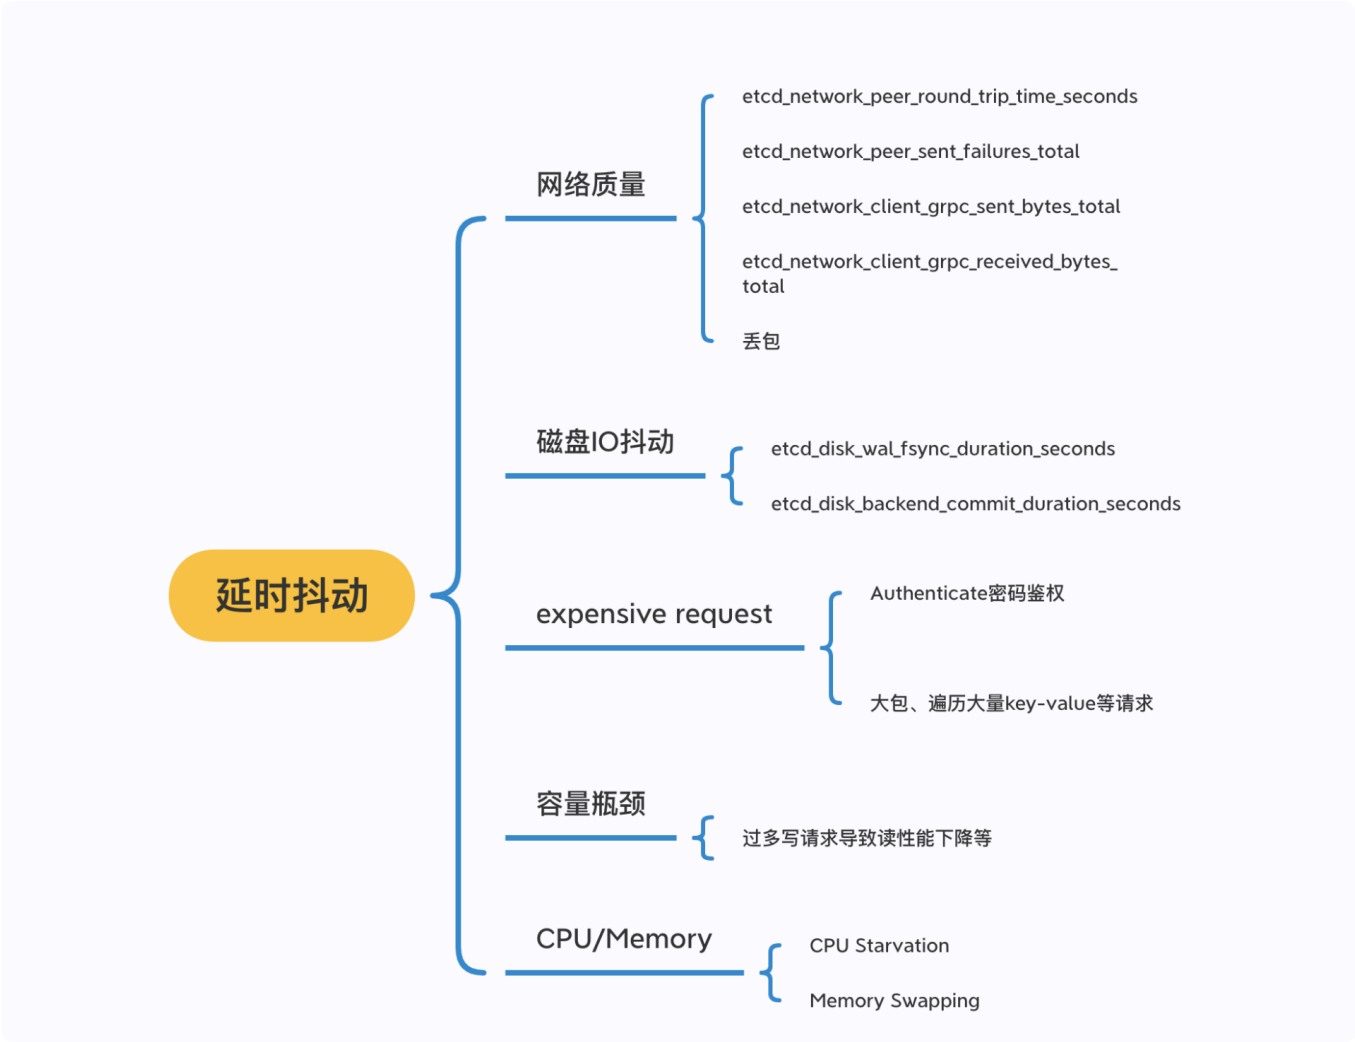 延时抖动
网络质量
etcd_network_peer_round_trip_time_seconds
etcd_network_peer_sent_failures_total
etcd_network_client_grpc_sent_bytes_total
etcd_network_client_grpc_received_bytes_
total
丢包
磁盘IO抖动
etcd_disk_wal_fsync_duration_seconds
etcd_disk_backend_commit_duration_seconds
expensive request
Authenticate密码鉴权
大包、遍历大量key-value等请求
容量瓶颈
过多写请求导致读性能下降等
CPU/Memory
CPU Starvation
Memory Swapping